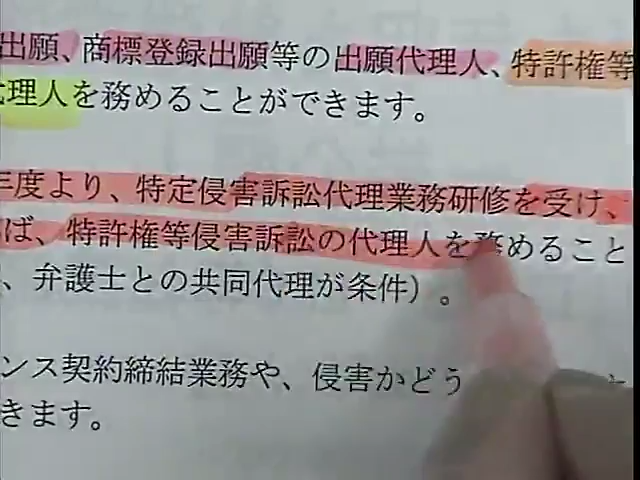 出願、商標登録出願等の出願代理人、特許権等
代理人を務めることができます。
年度より、特定侵害訴訟代理業務研修を受け、
ば、特許権等侵害訴訟の代理人を務めること
、弁護士との共同代理が条件）。
ンス契約締結業務や、侵害かどう
きます。